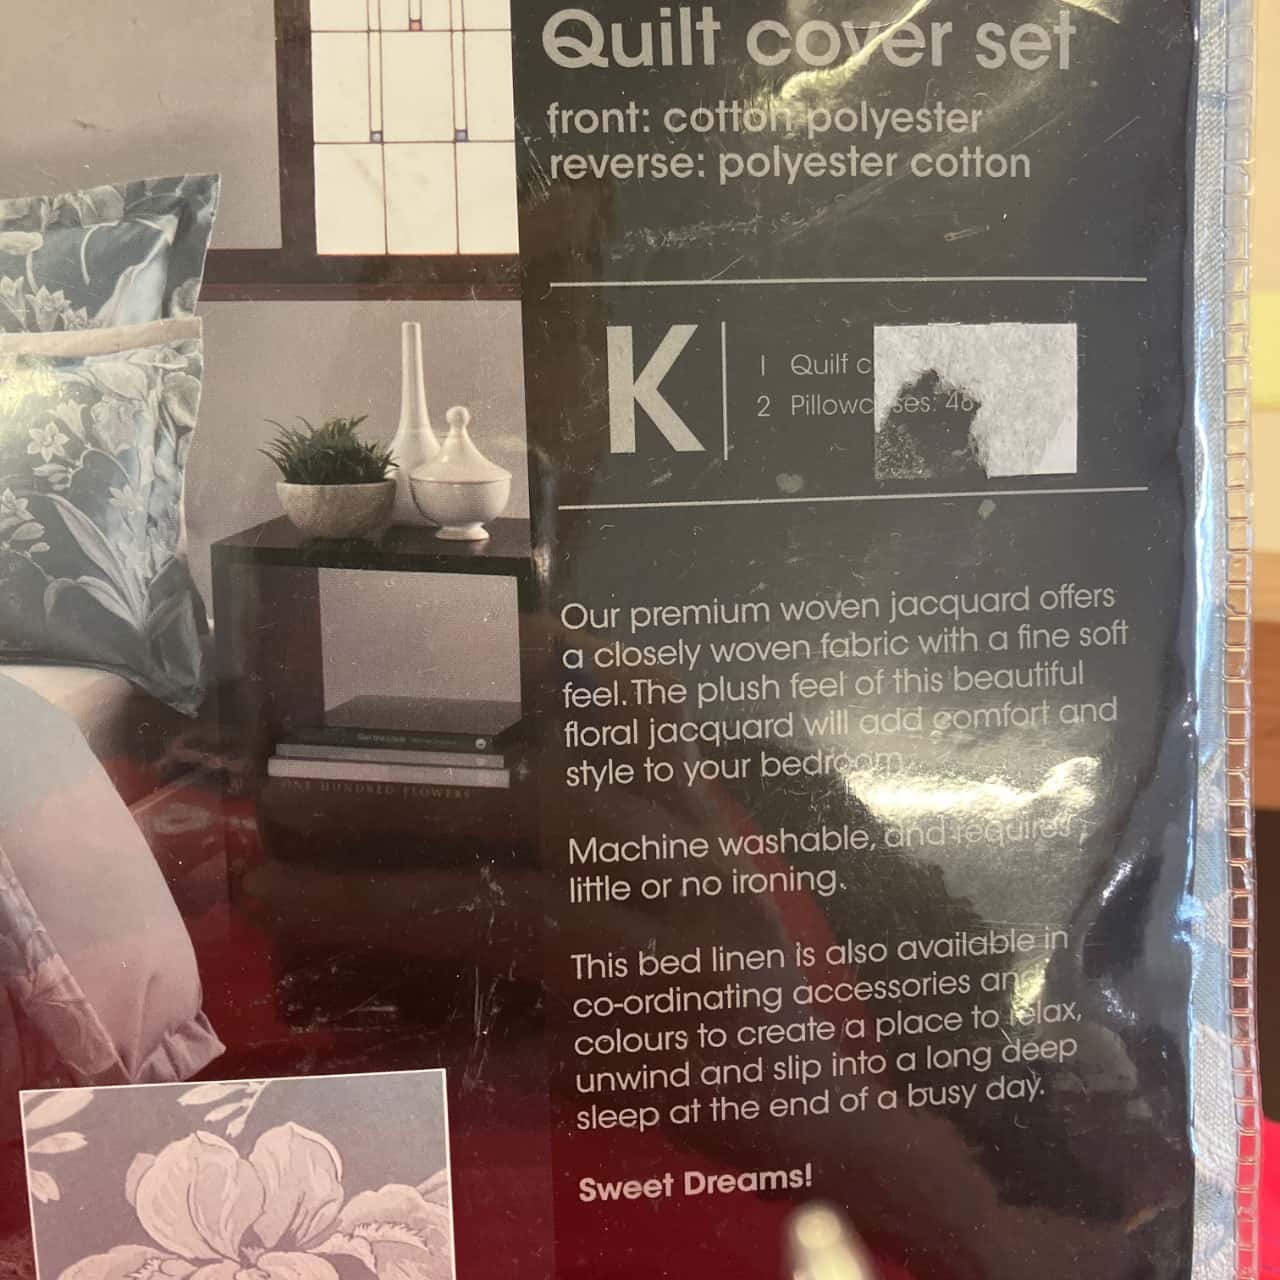 Quilt cover set
front: cotton polyester
reverse: polyester cotton
K
1 Quilt c
2 Pillowcases: 48
Our premium woven jacquard offers
a closely woven fabric with a fine soft
feel. The plush feel of this beautiful
floral jacquard will add comfort and
style to your bedroom.
Machine washable, and requires
little or no ironing.
This bed linen is also available in
co-ordinating accessories and
colours to create a place to relax,
unwind and slip into a long deep
sleep at the end of a busy day.
Sweet Dreams!
ONE HUNDRED FLOWERS